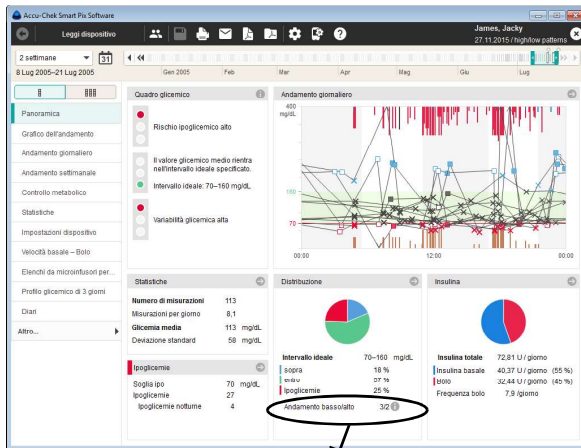 Accu-Chek Smart Pix Software
Leggi dispositivo
James, Jacky
27.11.2015 / high/low patterns
2 settimane
31
8 Lug 2005–21 Lug 2005
Gen 2005 Feb Mar Apr Mag Giu Lug
Panoramica
Grafico dell'andamento
Andamento giornaliero
Andamento settimanale
Controllo metabolico
Statistiche
Impostazioni dispositivo
Velocità basale – Bolo
Elenchi da microinfusori per...
Profilo glicemico di 3 giorni
Diari
Altro...
Quadro glicemico
Rischio ipoglicemico alto
Il valore glicemico medio rientra
nell'intervallo ideale specificato.
Intervallo ideale: 70–160 mg/dL
Variabilità glicemica alta
Andamento giornaliero
400
mg/dL
160
70
00:00 12:00 00:00
Statistiche
Numero di misurazioni 113
Misurazioni per giorno 8,1
Glicemia media 113 mg/dL
Deviazione standard 58 mg/dL
Ipoglicemie
Soglia ipo 70 mg/dL
Ipoglicemie 27
Ipoglicemie notturne 4
Distribuzione
Intervallo ideale 70–160 mg/dL
sopra 18 %
entro 57 %
Ipoglicemie 25 %
Andamento basso/alto 3/2
Insulina
Insulina totale 72,81 U / giorno
Insulina basale 40,37 U / giorno (55 %)
Bolo 32,44 U / giorno (45 %)
Frequenza bolo 7,9 /giorno